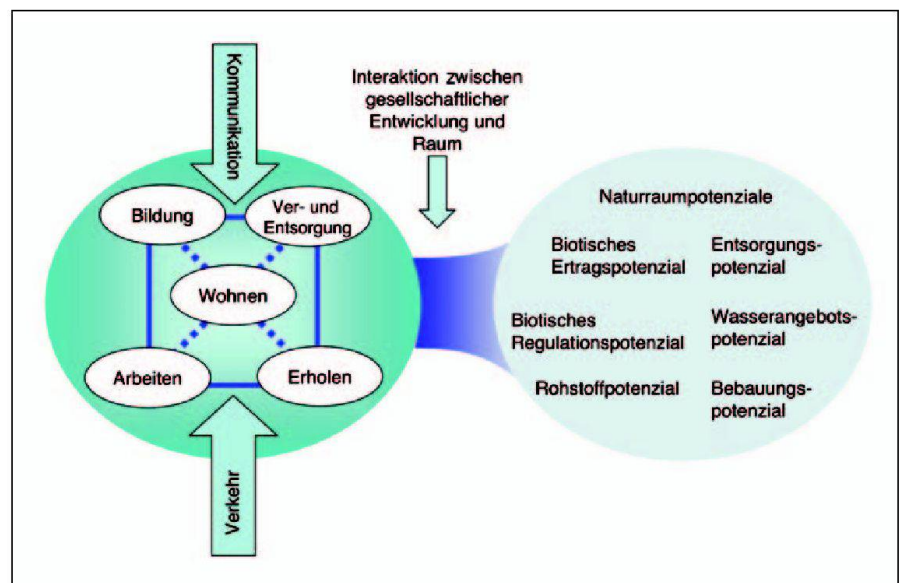 Kommunikation
Interaktion zwischen
gesellschaftlicher
Entwicklung und
Raum
Bildung
Ver- und
Entsorgung
Wohnen
Arbeiten
Erholen
Verkehr
Naturraumpotenziale
Biotisches
Ertragspotenzial
Entsorgungs-
potenzial
Biotisches
Regulationspotenzial
Wasserangebots-
potenzial
Rohstoffpotenzial
Bebauungs-
potenzial